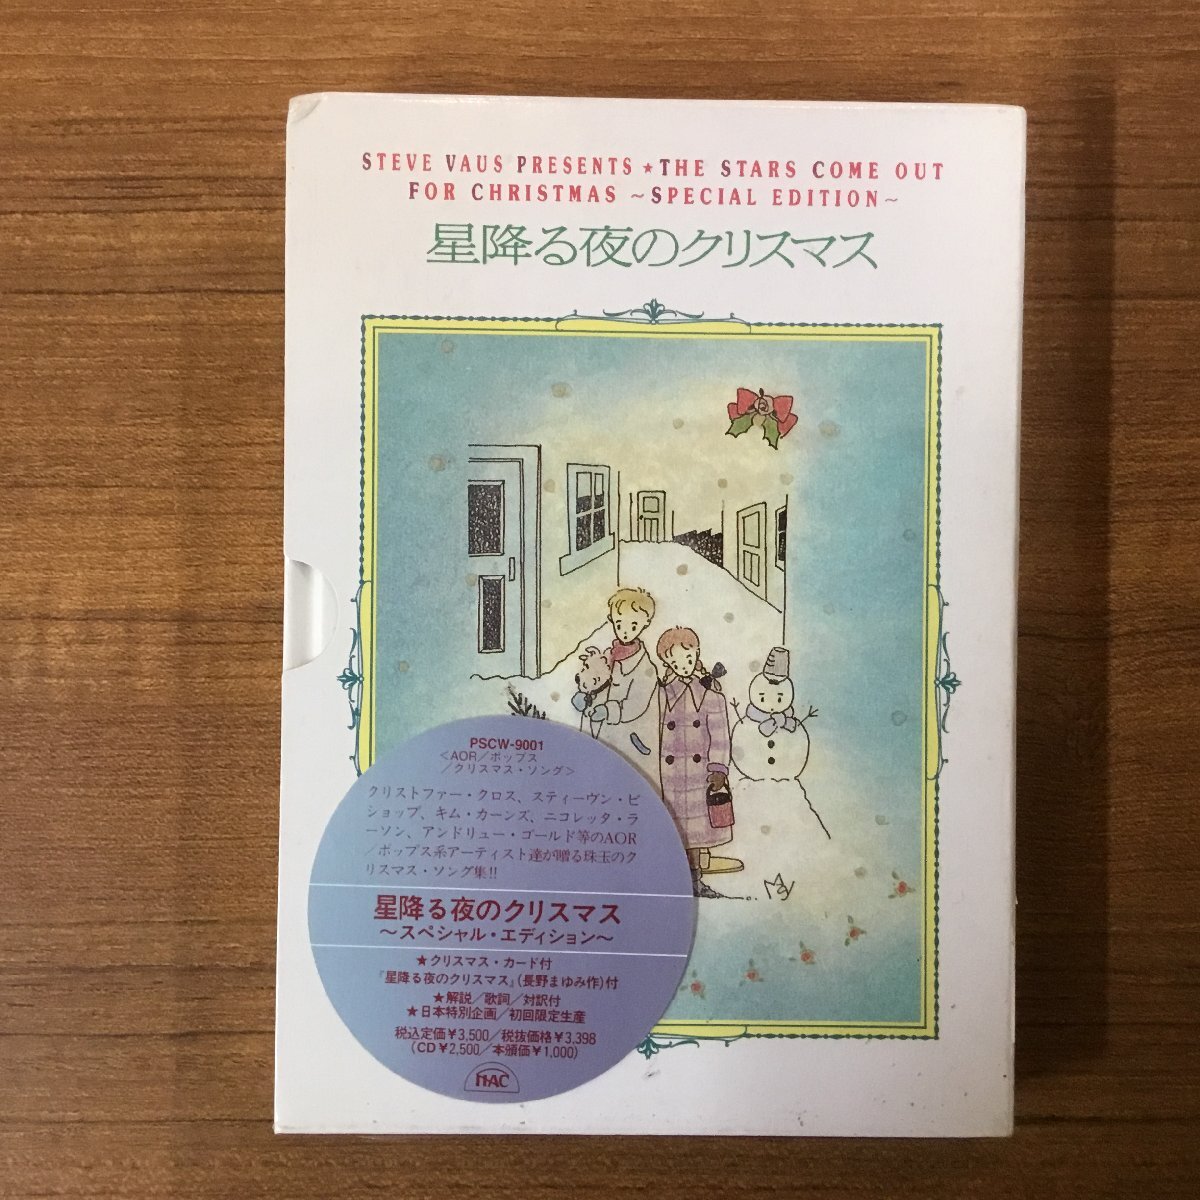 STEVE VAUS PRESENTS ★ THE STARS COME OUT
FOR CHRISTMAS ～SPECIAL EDITION～
星降る夜のクリスマス
PSCW-9001
＜AOR／ポップス
／クリスマス・ソング＞
クリストファー・クロス、スティーヴン・ビ
ショップ、キム・カーンズ、ニコレッタ・ラ
ーソン、アンドリュー・ゴールド等のAOR
／ポップス系アーティスト達が贈る珠玉のク
リスマス・ソング集!!
星降る夜のクリスマス
～スペシャル・エディション～
★クリスマス・カード付
『星降る夜のクリスマス』(長野まゆみ作)付
★解説／歌詞／対訳付
★日本特別企画／初回限定生産
税込定価￥3,500／税抜価格￥3,398
(CD￥2,500／本頒価￥1,000)
HAC